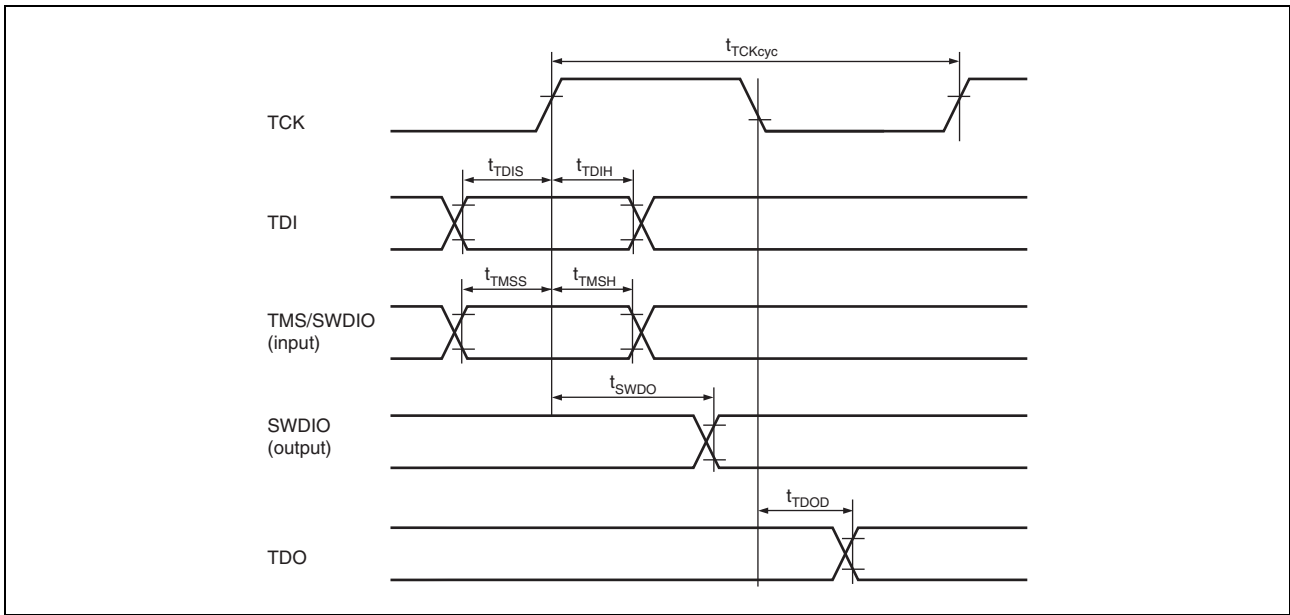 tTCKcyc
TCK
tTDIS tTDIH
TDI
tTMSS tTMSH
TMS/SWDIO
(input)
tSWDO
SWDIO
(output)
tTDOD
TDO